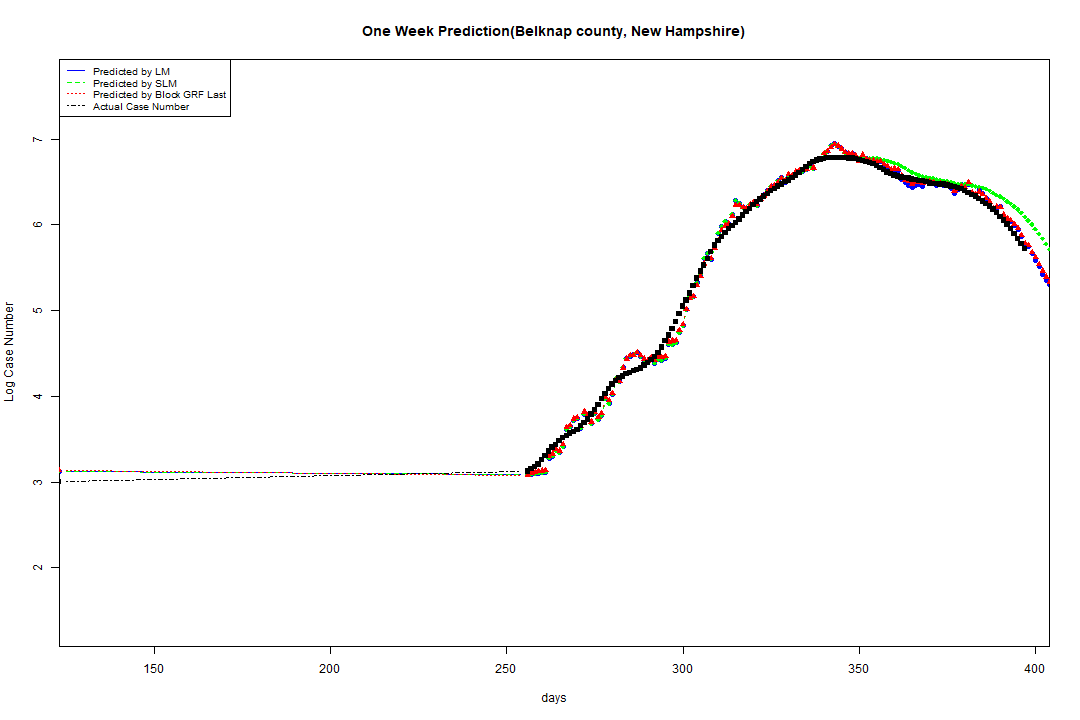 One Week Prediction(Belknap county, New Hampshire)
Predicted by LM
Predicted by SLM
Predicted by Block GRF Last
Actual Case Number
7
6
5
4
3
2
Log Case Number
150 200 250 300 350 400
days